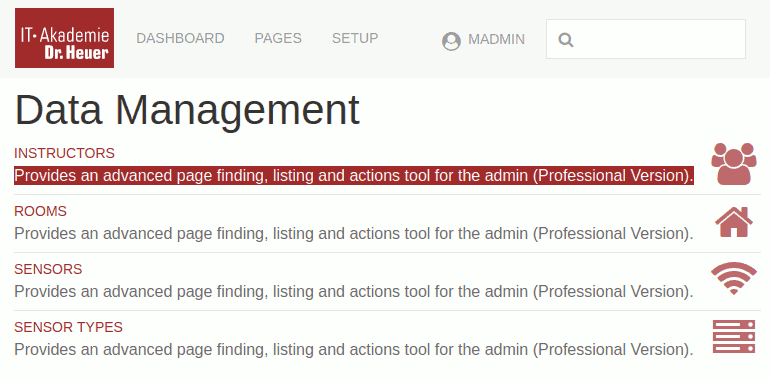 IT·Akademie
Dr.Heuer
DASHBOARD
PAGES
SETUP
MADMIN
Data Management
INSTRUCTORS
Provides an advanced page finding, listing and actions tool for the admin (Professional Version).
ROOMS
Provides an advanced page finding, listing and actions tool for the admin (Professional Version).
SENSORS
Provides an advanced page finding, listing and actions tool for the admin (Professional Version).
SENSOR TYPES
Provides an advanced page finding, listing and actions tool for the admin (Professional Version).